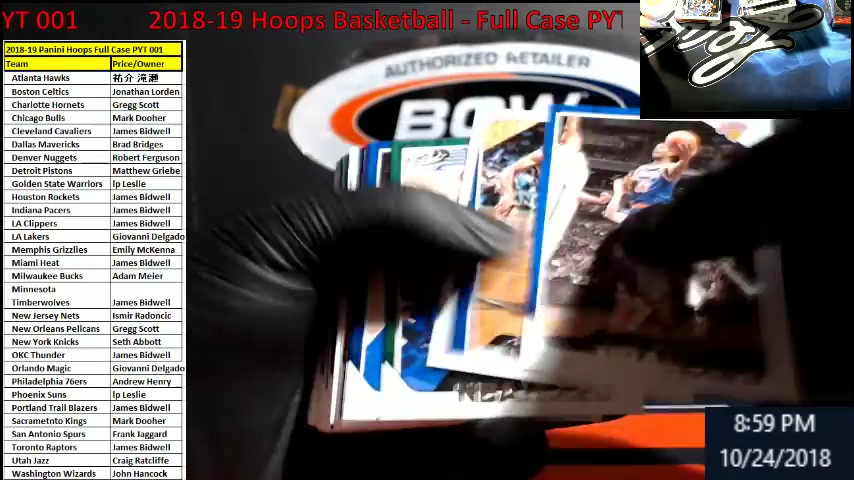 YT 001 2018-19 Hoops Basketball - Full Case PYT
2018-19 Panini Hoops Full Case PYT 001
Team Price/Owner
Atlanta Hawks 祐介 滝瀬
Boston Celtics Jonathan Lorden
Charlotte Hornets Gregg Scott
Chicago Bulls Mark Dooher
Cleveland Cavaliers James Bidwell
Dallas Mavericks Brad Bridges
Denver Nuggets Robert Ferguson
Detroit Pistons Matthew Griebe
Golden State Warriors lp Leslie
Houston Rockets James Bidwell
Indiana Pacers James Bidwell
LA Clippers James Bidwell
LA Lakers Giovanni Delgado
Memphis Grizzlies Emily McKenna
Miami Heat James Bidwell
Milwaukee Bucks Adam Meier
Minnesota
Timberwolves James Bidwell
New Jersey Nets Ismir Radoncic
New Orleans Pelicans Gregg Scott
New York Knicks Seth Abbott
OKC Thunder James Bidwell
Orlando Magic Giovanni Delgado
Philadelphia 76ers Andrew Henry
Phoenix Suns lp Leslie
Portland Trail Blazers James Bidwell
Sacrametnto Kings Mark Dooher
San Antonio Spurs Frank Jaggard
Toronto Raptors James Bidwell
Utah Jazz Craig Ratcliffe
Washington Wizards John Hancock
AUTHORIZED RETAILER
BOW
8:59 PM
10/24/2018